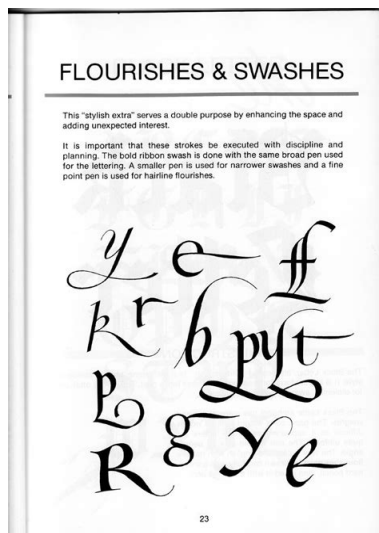 FLOURISHES & SWASHES
This "stylish extra" serves a double purpose by enhancing the space and
adding unexpected interest.
It is important that these strokes be executed with discipline and
planning. The bold ribbon swash is done with the same broad pen used
for the lettering. A smaller pen is used for narrower swashes and a fine
point pen is used for hairline flourishes.
y e ff
k r b pyt
p g y e
R
23